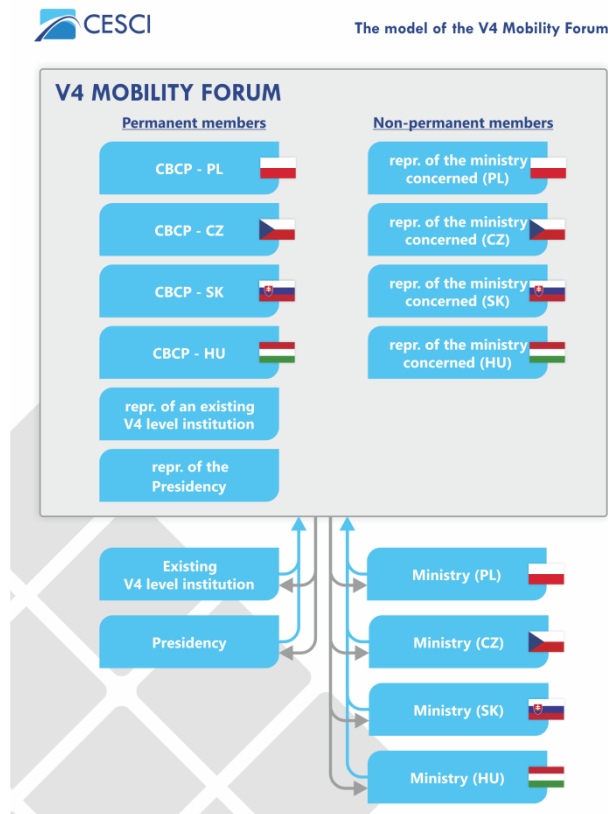 CESCI
The model of the V4 Mobility Forum
V4 MOBILITY FORUM
Permanent members
Non-permanent members
CBCP - PL
repr. of the ministry
concerned (PL)
CBCP - CZ
repr. of the ministry
concerned (CZ)
CBCP - SK
repr. of the ministry
concerned (SK)
CBCP - HU
repr. of the ministry
concerned (HU)
repr. of an existing
V4 level institution
repr. of the
Presidency
Existing
V4 level institution
Ministry (PL)
Presidency
Ministry (CZ)
Ministry (SK)
Ministry (HU)